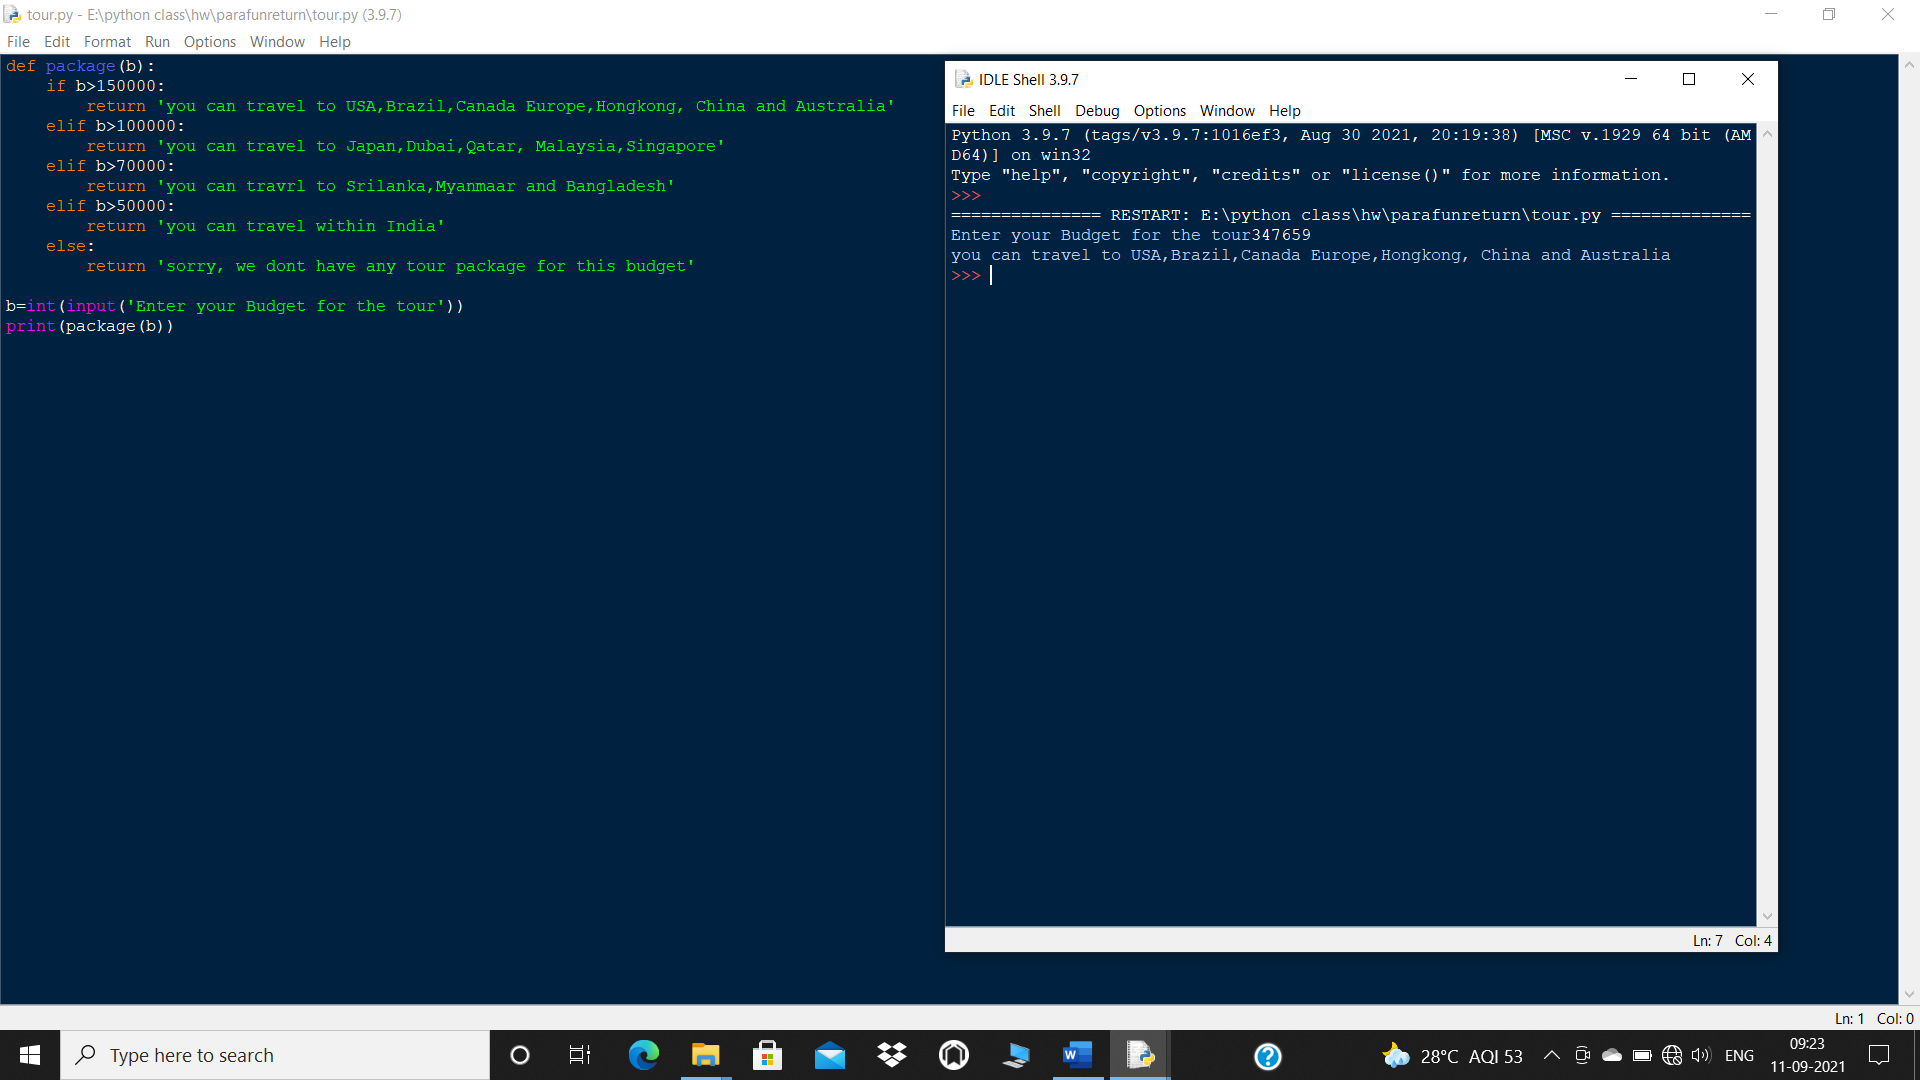 tour.py - E:\python class\hw\parafunreturn\tour.py (3.9.7)
File Edit Format Run Options Window Help
def package(b):
    if b>150000:
        return 'you can travel to USA,Brazil,Canada Europe,Hongkong, China and Australia'
    elif b>100000:
        return 'you can travel to Japan,Dubai,Qatar, Malaysia,Singapore'
    elif b>70000:
        return 'you can travrl to Srilanka,Myanmaar and Bangladesh'
    elif b>50000:
        return 'you can travel within India'
    else:
        return 'sorry, we dont have any tour package for this budget'
b=int(input('Enter your Budget for the tour'))
print(package(b))
IDLE Shell 3.9.7
File Edit Shell Debug Options Window Help
Python 3.9.7 (tags/v3.9.7:1016ef3, Aug 30 2021, 20:19:38) [MSC v.1929 64 bit (AM
D64)] on win32
Type "help", "copyright", "credits" or "license()" for more information.
>>>
=============== RESTART: E:\python class\hw\parafunreturn\tour.py ==============
Enter your Budget for the tour347659
you can travel to USA,Brazil,Canada Europe,Hongkong, China and Australia
>>>
Ln: 7 Col: 4
Ln: 1 Col: 0
Type here to search
28°C AQI 53
ENG
09:23
11-09-2021